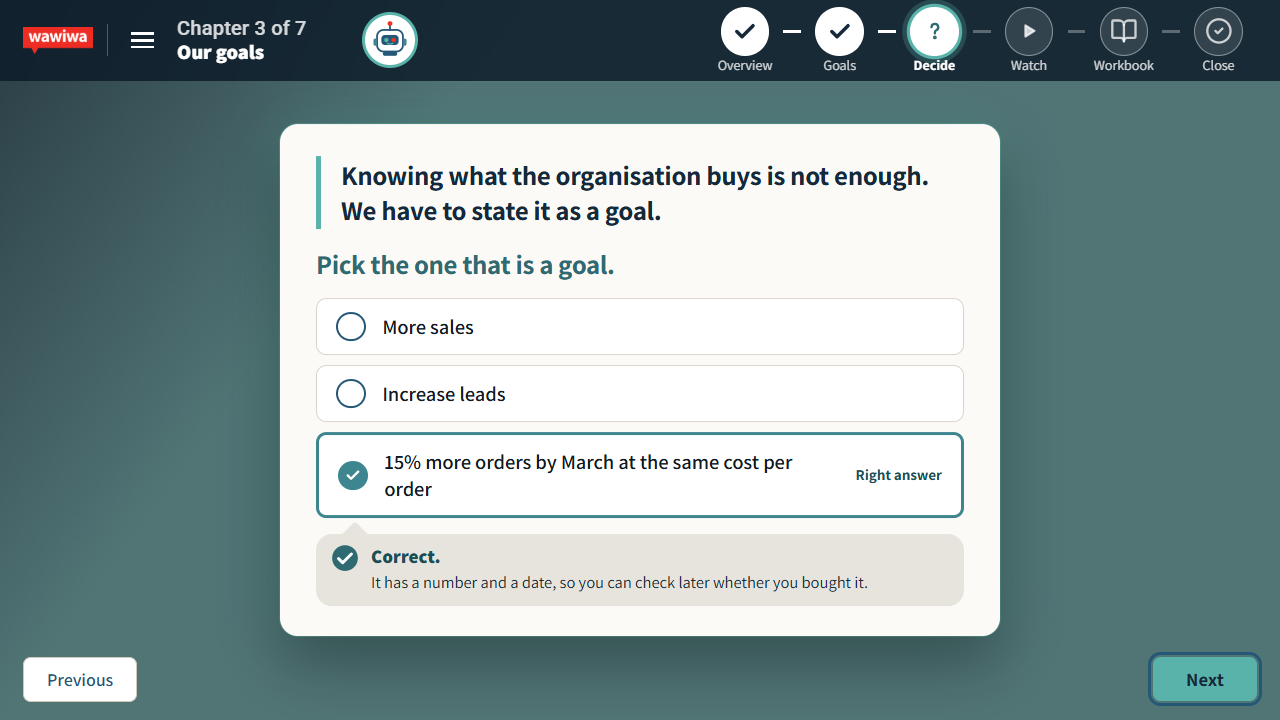 wawiwa
Chapter 3 of 7
Our goals
?
Overview
Goals
Decide
Watch
Workbook
Close
Knowing what the organisation buys is not enough.
We have to state it as a goal.
Pick the one that is a goal.
More sales
Increase leads
15% more orders by March at the same cost per
order
Right answer
Correct.
It has a number and a date, so you can check later whether you bought it.
Previous
Next